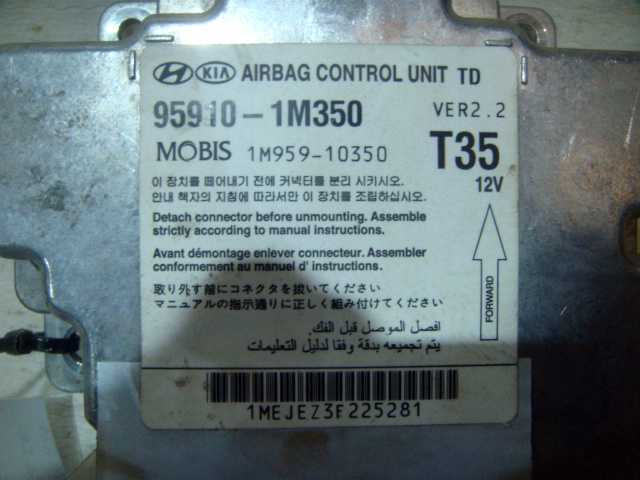 KIA AIRBAG CONTROL UNIT TD
95910-1M350 VER2.2
MOBIS 1M959-10350 T35
12V
이 장치를 떼어내기 전에 커넥터를 분리 시키시오.
안내 책자의 지침에 따라서만 이 장치를 조립하십시오.
Detach connector before unmounting. Assemble
strictly according to manual instructions.
Avant démontage enlever connecteur. Assembler
conformement au manuel d' instructions.
取り外す前にコネクタを抜いてください
マニュアルの指示通りに正しく組み付けてください
افصل الموصل قبل الفك.
يتم تجميعه بدقة وفقا لدليل التعليمات
FORWARD
1MEJEZ3F225281